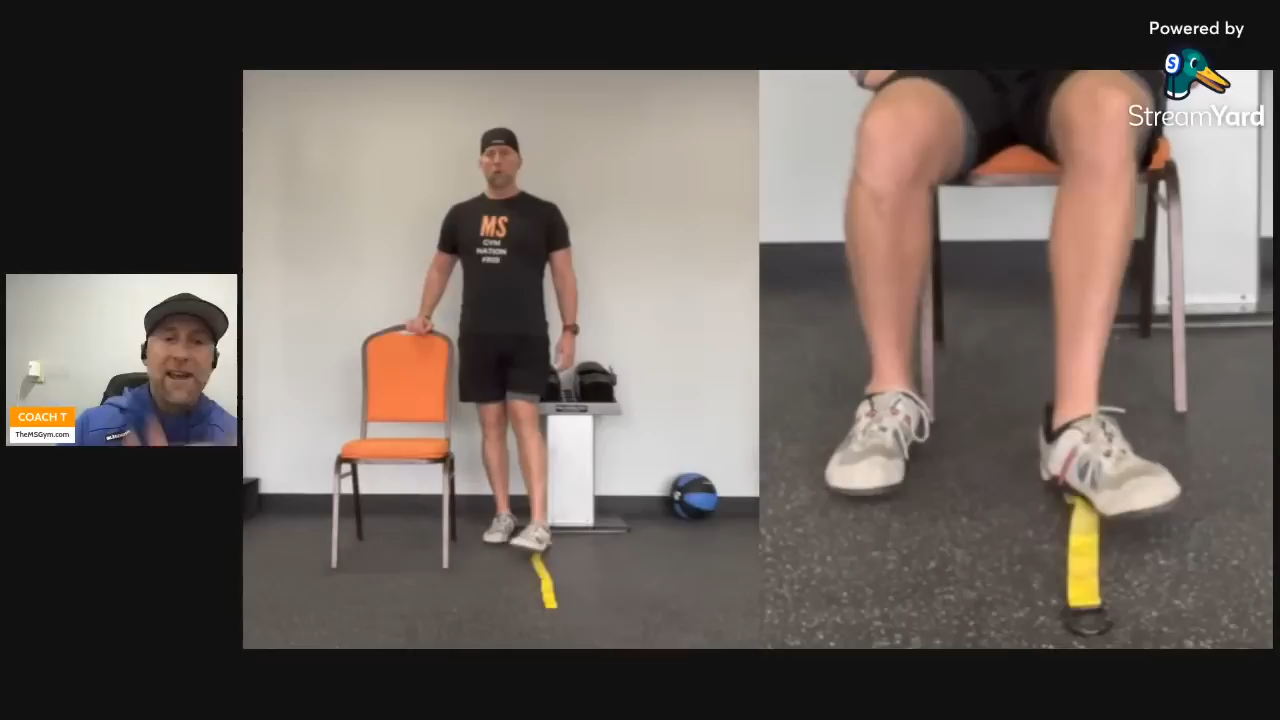 Powered by
S
StreamYard
MS
GYM
NATION
COACH T
TheMSGym.com